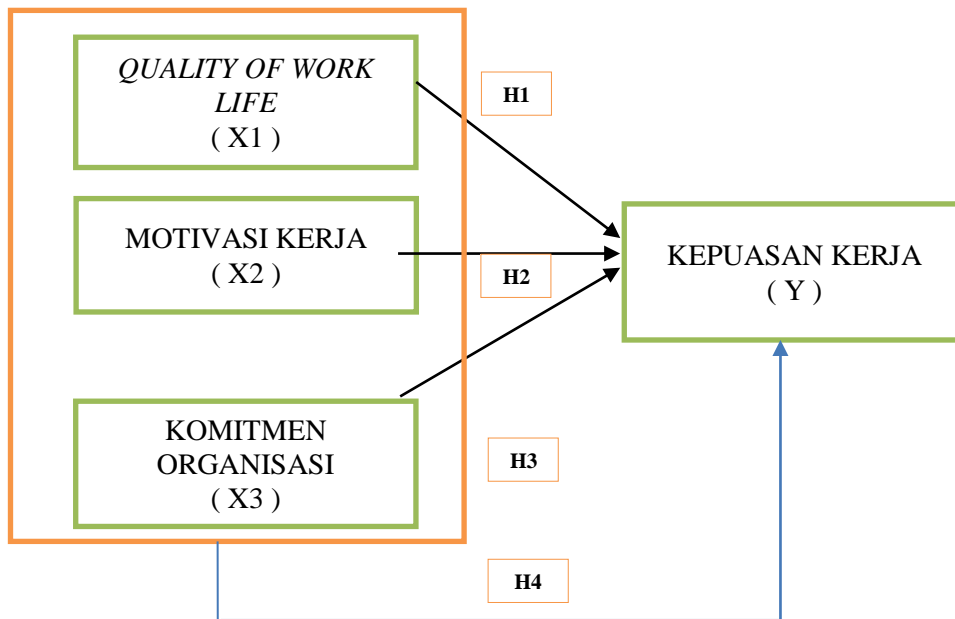 QUALITY OF WORK
LIFE
( X1 )
H1
MOTIVASI KERJA
( X2 )
H2
KEPUASAN KERJA
( Y )
KOMITMEN
ORGANISASI
( X3 )
H3
H4